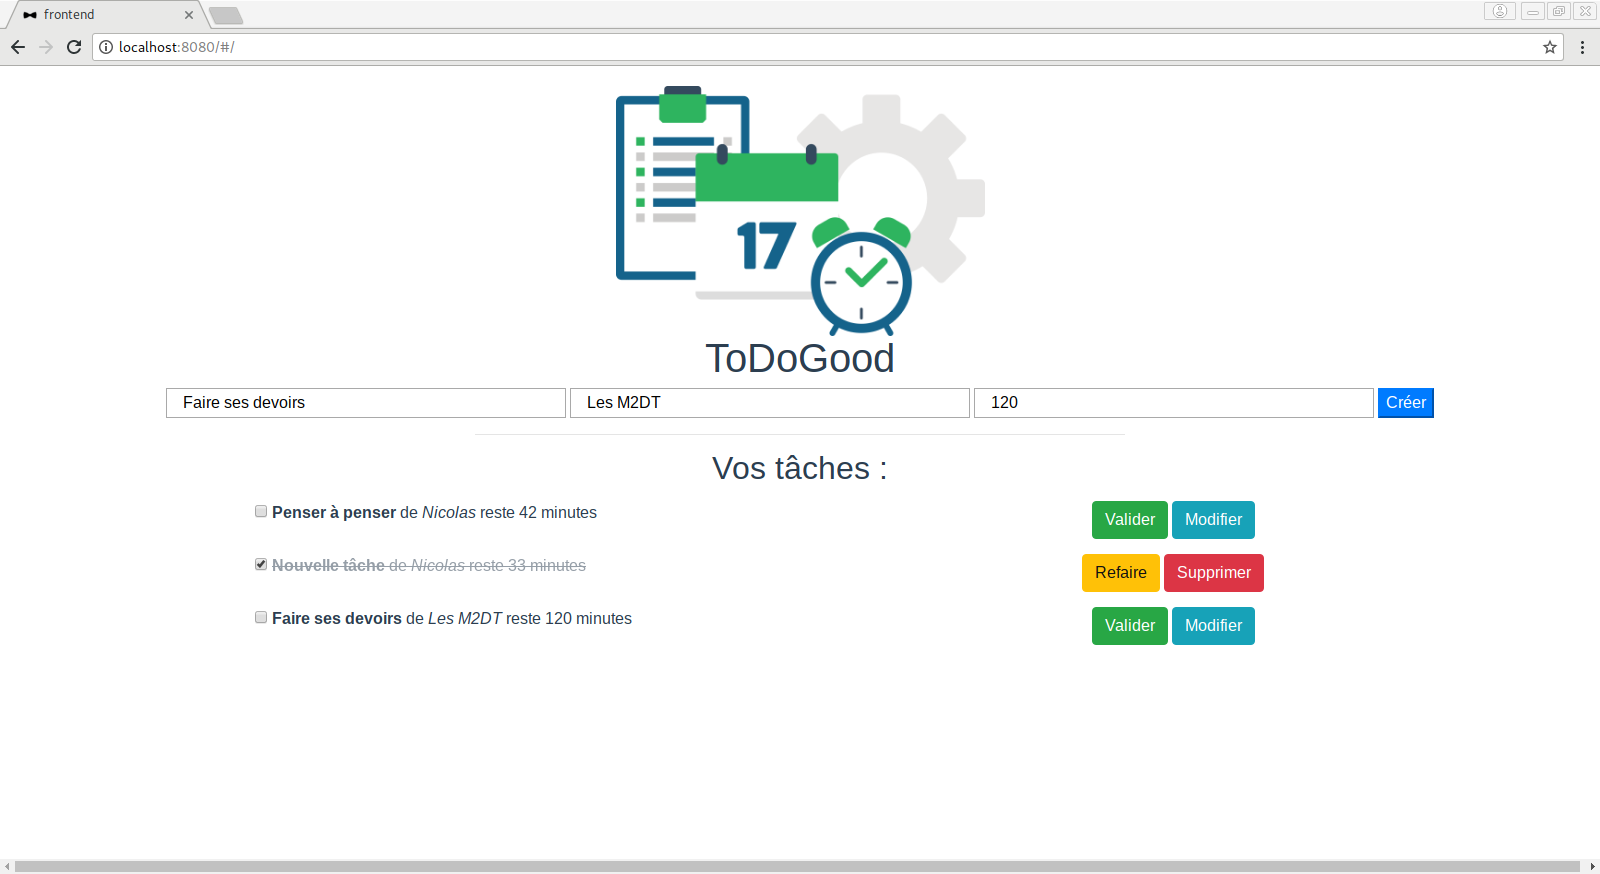 frontend
localhost:8080/#/
17
ToDoGood
Faire ses devoirs Les M2DT 120 Créer
Vos tâches :
Penser à penser de Nicolas reste 42 minutes Valider Modifier
Nouvelle tâche de Nicolas reste 33 minutes Refaire Supprimer
Faire ses devoirs de Les M2DT reste 120 minutes Valider Modifier